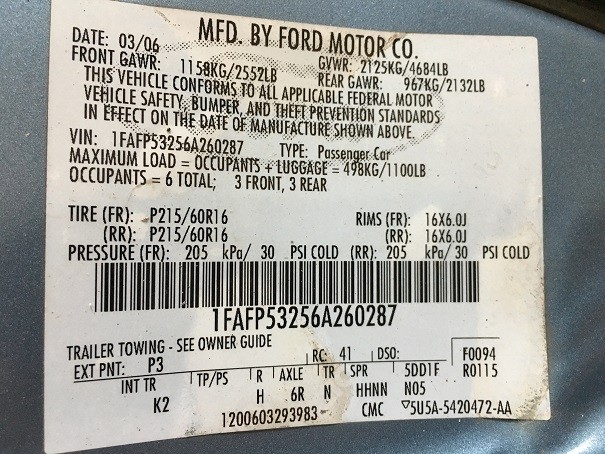 MFD. BY FORD MOTOR CO.
DATE: 03/06 GVWR: 2125KG/4684LB
FRONT GAWR: 1158KG/2552LB REAR GAWR: 967KG/2132LB
THIS VEHICLE CONFORMS TO ALL APPLICABLE FEDERAL MOTOR
VEHICLE SAFETY, BUMPER, AND THEFT PREVENTION STANDARDS
IN EFFECT ON THE DATE OF MANUFACTURE SHOWN ABOVE.
VIN: 1FAFP53256A260287 TYPE: Passenger Car
MAXIMUM LOAD = OCCUPANTS + LUGGAGE = 498KG/1100LB
OCCUPANTS = 6 TOTAL; 3 FRONT, 3 REAR
TIRE (FR): P215/60R16 RIMS (FR): 16X6.0J
(RR): P215/60R16 (RR): 16X6.0J
PRESSURE (FR): 205 kPa/ 30 PSI COLD (RR): 205 kPa/ 30 PSI COLD
1FAFP53256A260287
TRAILER TOWING - SEE OWNER GUIDE
EXT PNT: P3 RC: 41 DSO: F0094
INT TR TP/PS R AXLE TR SPR 5DD1F R0115
K2 H 6R N HHNN N05
1200603293983 CMC ▽5U5A-5420472-AA